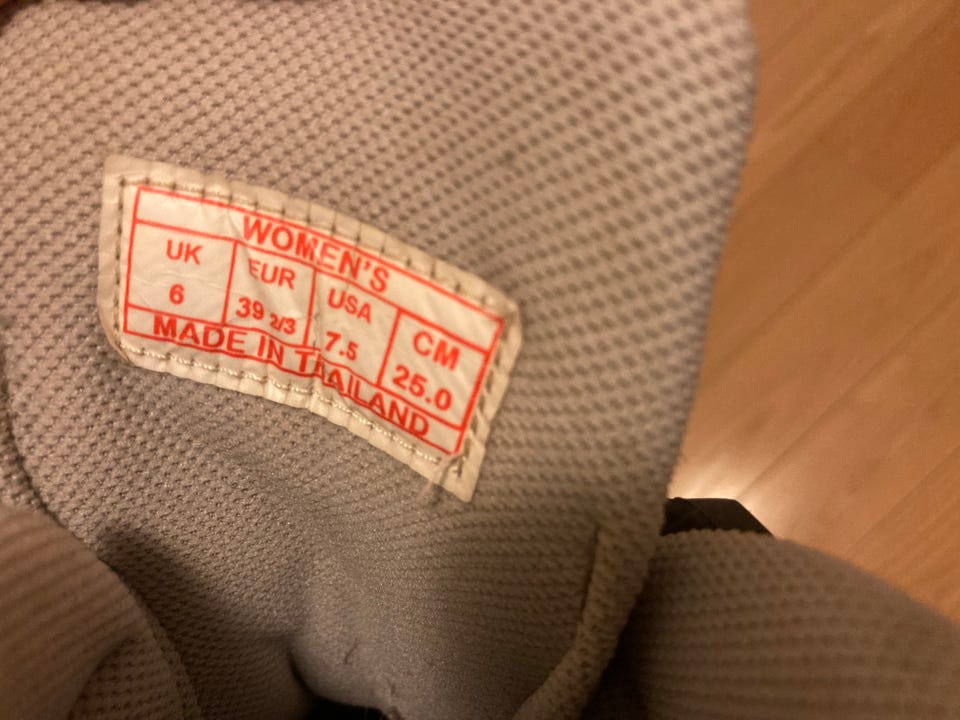 WOMEN'S
UK EUR USA CM
6 39 2/3 7.5 25.0
MADE IN THAILAND